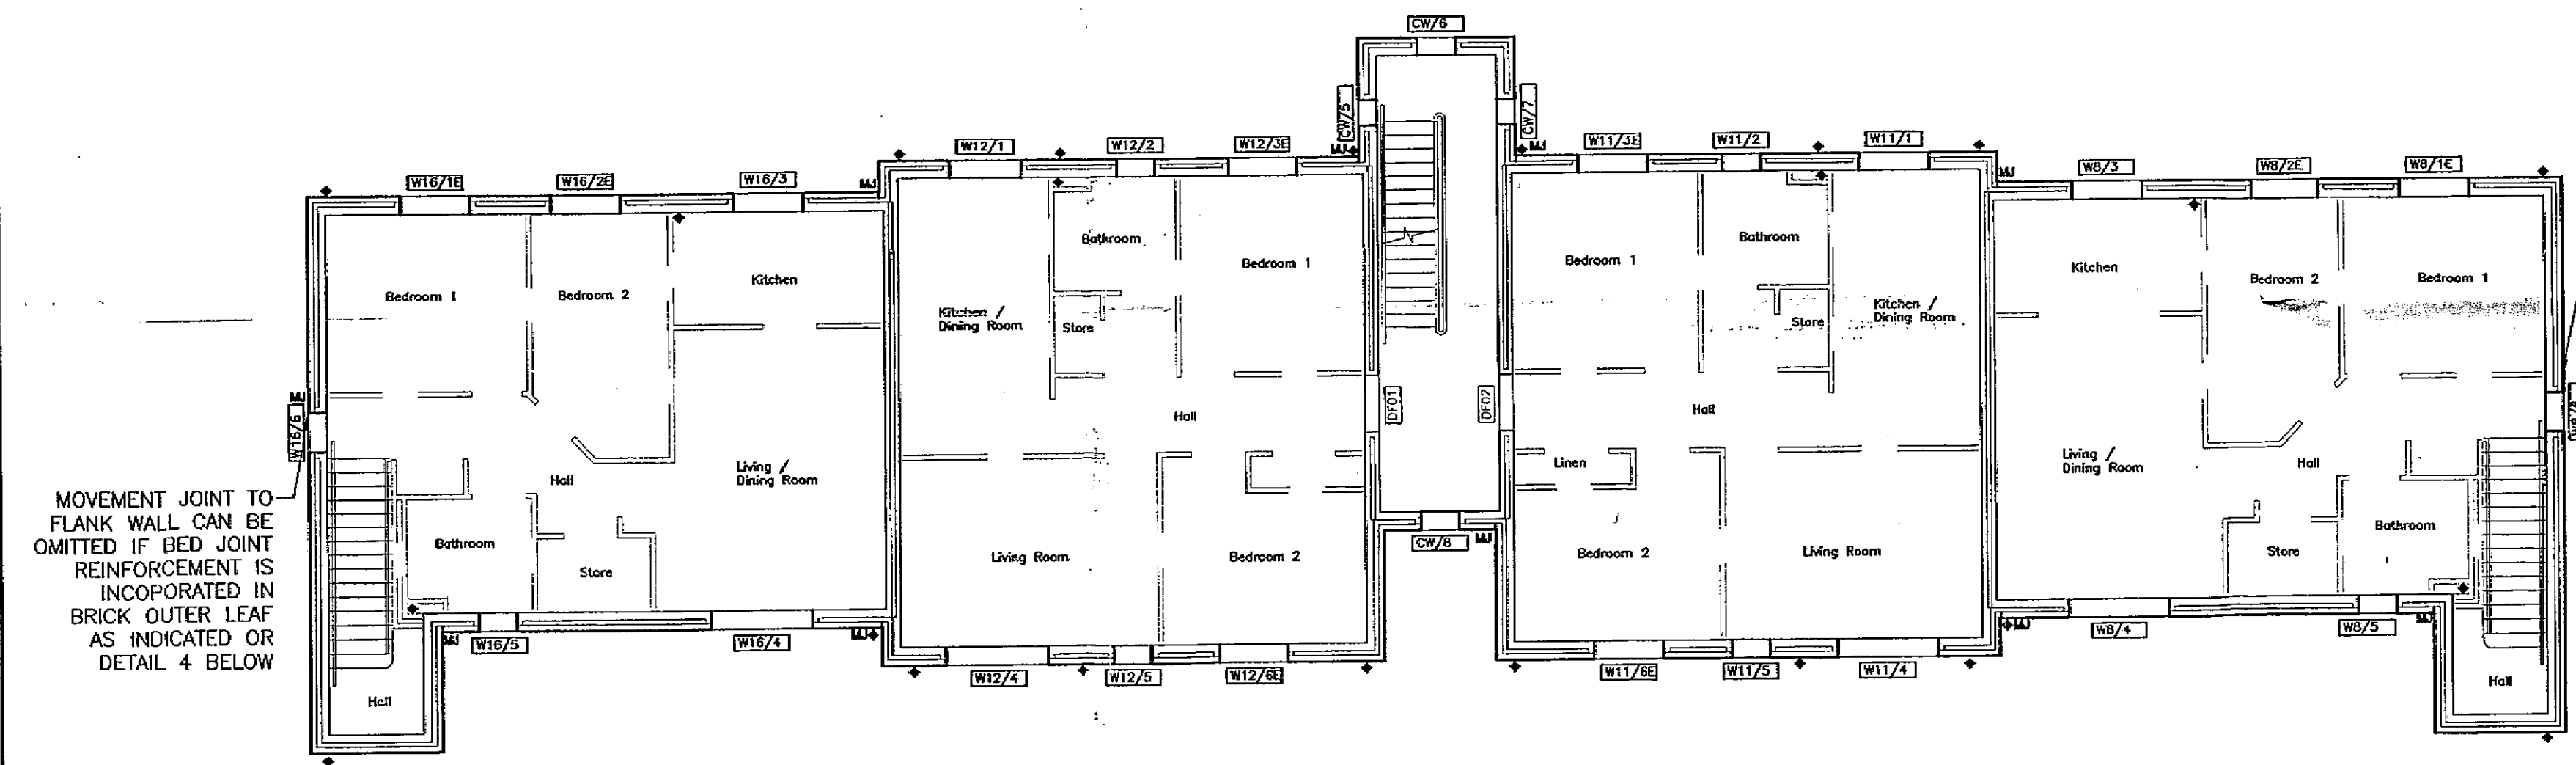 CW/6
CW/5
CW/7
MJ
MJ
W12/1
W12/2
W12/3E
W11/3E
W11/2
W11/1
W16/1E
W16/2E
W16/3
MJ
MJ
W8/3
W8/2E
W8/1E
Bedroom 1
Bedroom 2
Kitchen
Kitchen /
Dining Room
Bathroom
Store
Bedroom 1
Bedroom 1
Bathroom
Store
Kitchen /
Dining Room
Kitchen
Bedroom 2
Bedroom 1
MJ
W16/6
DF01
DF02
Hall
Hall
Living /
Dining Room
Hall
Linen
Living /
Dining Room
Hall
MOVEMENT JOINT TO
FLANK WALL CAN BE
OMITTED IF BED JOINT
REINFORCEMENT IS
INCOPORATED IN
BRICK OUTER LEAF
AS INDICATED OR
DETAIL 4 BELOW
Bathroom
Store
Living Room
Bedroom 2
CW/8
MJ
Bedroom 2
Living Room
Store
Bathroom
MJ
W16/5
W16/4
MJ
MJ
W8/4
W8/5
MJ
W12/4
W12/5
W12/6E
W11/6E
W11/5
W11/4
Hall
Hall